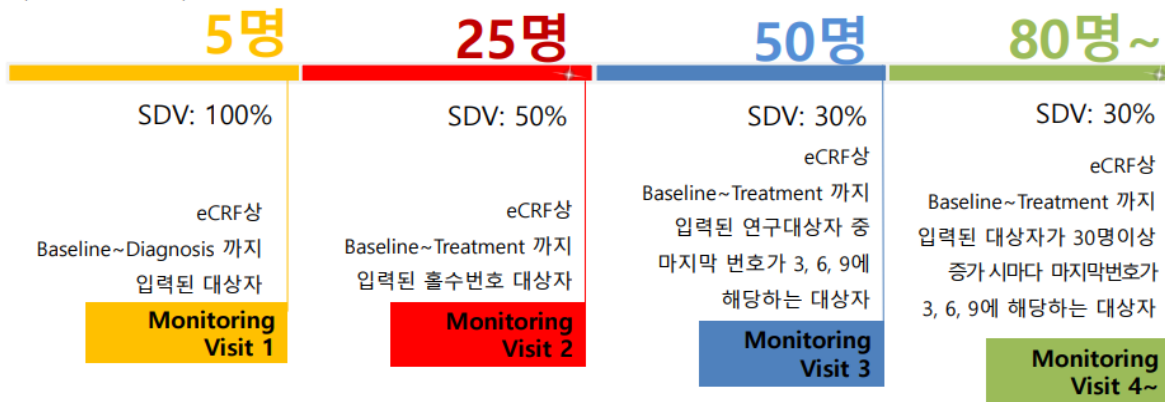 5명
SDV: 100%
eCRF상
Baseline~Diagnosis 까지
입력된 대상자
Monitoring
Visit 1
25명
SDV: 50%
eCRF상
Baseline~Treatment 까지
입력된 홀수번호 대상자
Monitoring
Visit 2
50명
SDV: 30%
eCRF상
Baseline~Treatment 까지
입력된 연구대상자 중
마지막 번호가 3, 6, 9에
해당하는 대상자
Monitoring
Visit 3
80명~
SDV: 30%
eCRF상
Baseline~Treatment 까지
입력된 대상자가 30명이상
증가 시마다 마지막번호가
3, 6, 9에 해당하는 대상자
Monitoring
Visit 4~